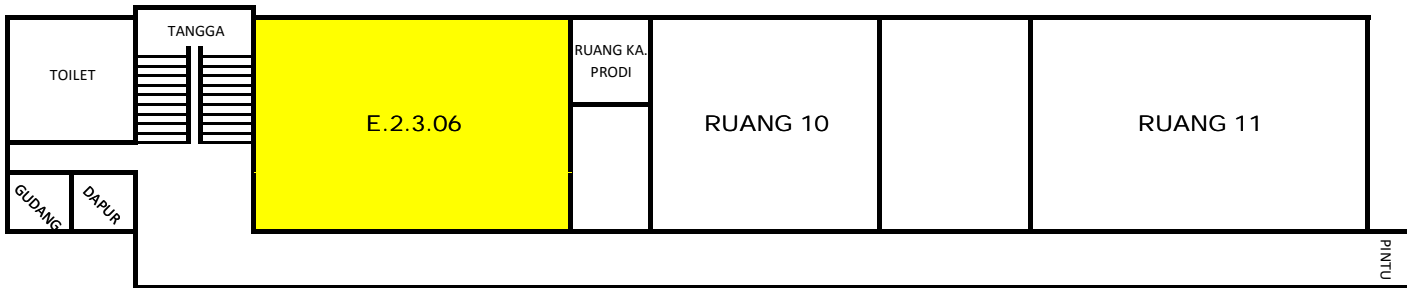 TANGGA
TOILET
RUANG KA.
PRODI
E.2.3.06
RUANG 10
RUANG 11
GUDANG
DAPUR
PINTU